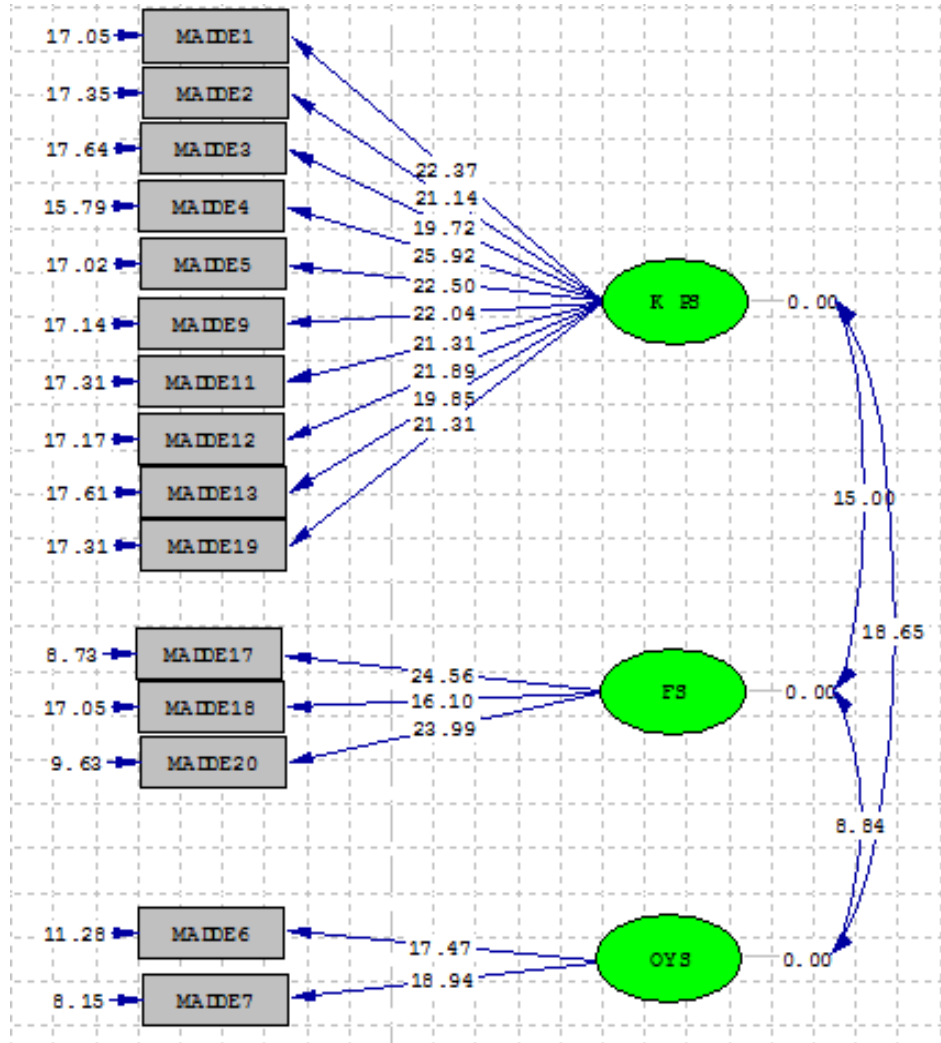 17.05 MADDE1
17.35 MADDE2
17.64 MADDE3
15.79 MADDE4
17.02 MADDE5
17.14 MADDE9
17.31 MADDE11
17.17 MADDE12
17.61 MADDE13
17.31 MADDE19
22.37
21.14
19.72
25.92
22.50
22.04
21.31
21.89
19.85
21.31
K
0.00
15.00
18.65
8.73 MADDE17
17.05 MADDE18
9.63 MADDE20
24.56
16.10
23.99
FS
0.00
8.84
11.28 MADDE6
8.15 MADDE7
17.47
18.94
OYS
0.00